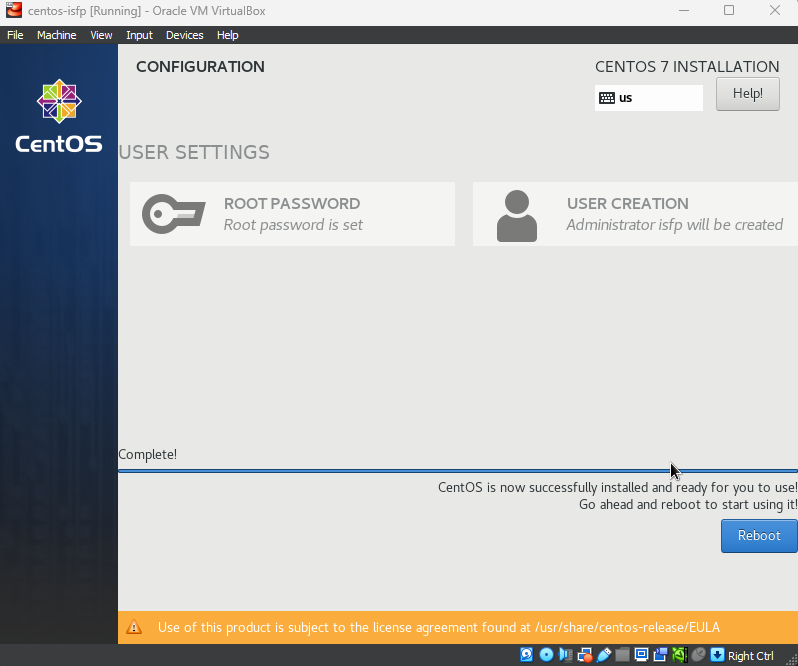 centos-isfp [Running] - Oracle VM VirtualBox
File Machine View Input Devices Help
CentOS
CONFIGURATION
CENTOS 7 INSTALLATION
us
Help!
USER SETTINGS
ROOT PASSWORD
Root password is set
USER CREATION
Administrator isfp will be created
Complete!
CentOS is now successfully installed and ready for you to use!
Go ahead and reboot to start using it!
Reboot
Use of this product is subject to the license agreement found at /usr/share/centos-release/EULA
Right Ctrl